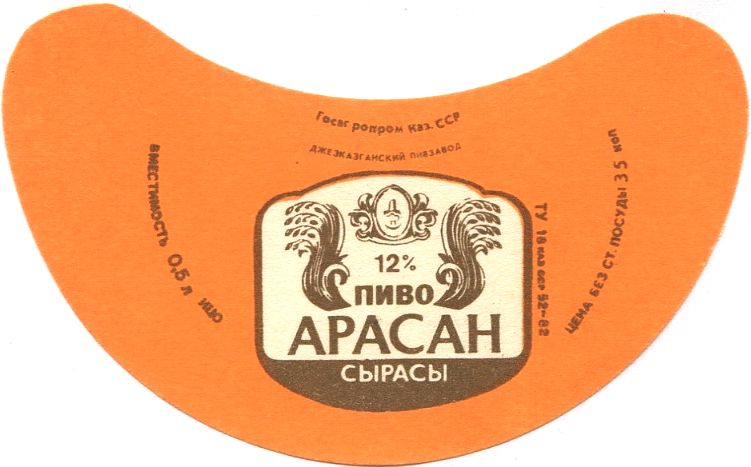 Госагропром Каз. ССР
ДЖЕЗКАЗГАНСКИЙ ПИВЗАВОД
12%
ПИВО
АРАСАН
СЫРАСЫ
ВМЕСТИМОСТЬ 0,5 л
ТУ 18 КАЗ ССР 52-82
ЦЕНА БЕЗ СТ. ПОСУДЫ 35 коп